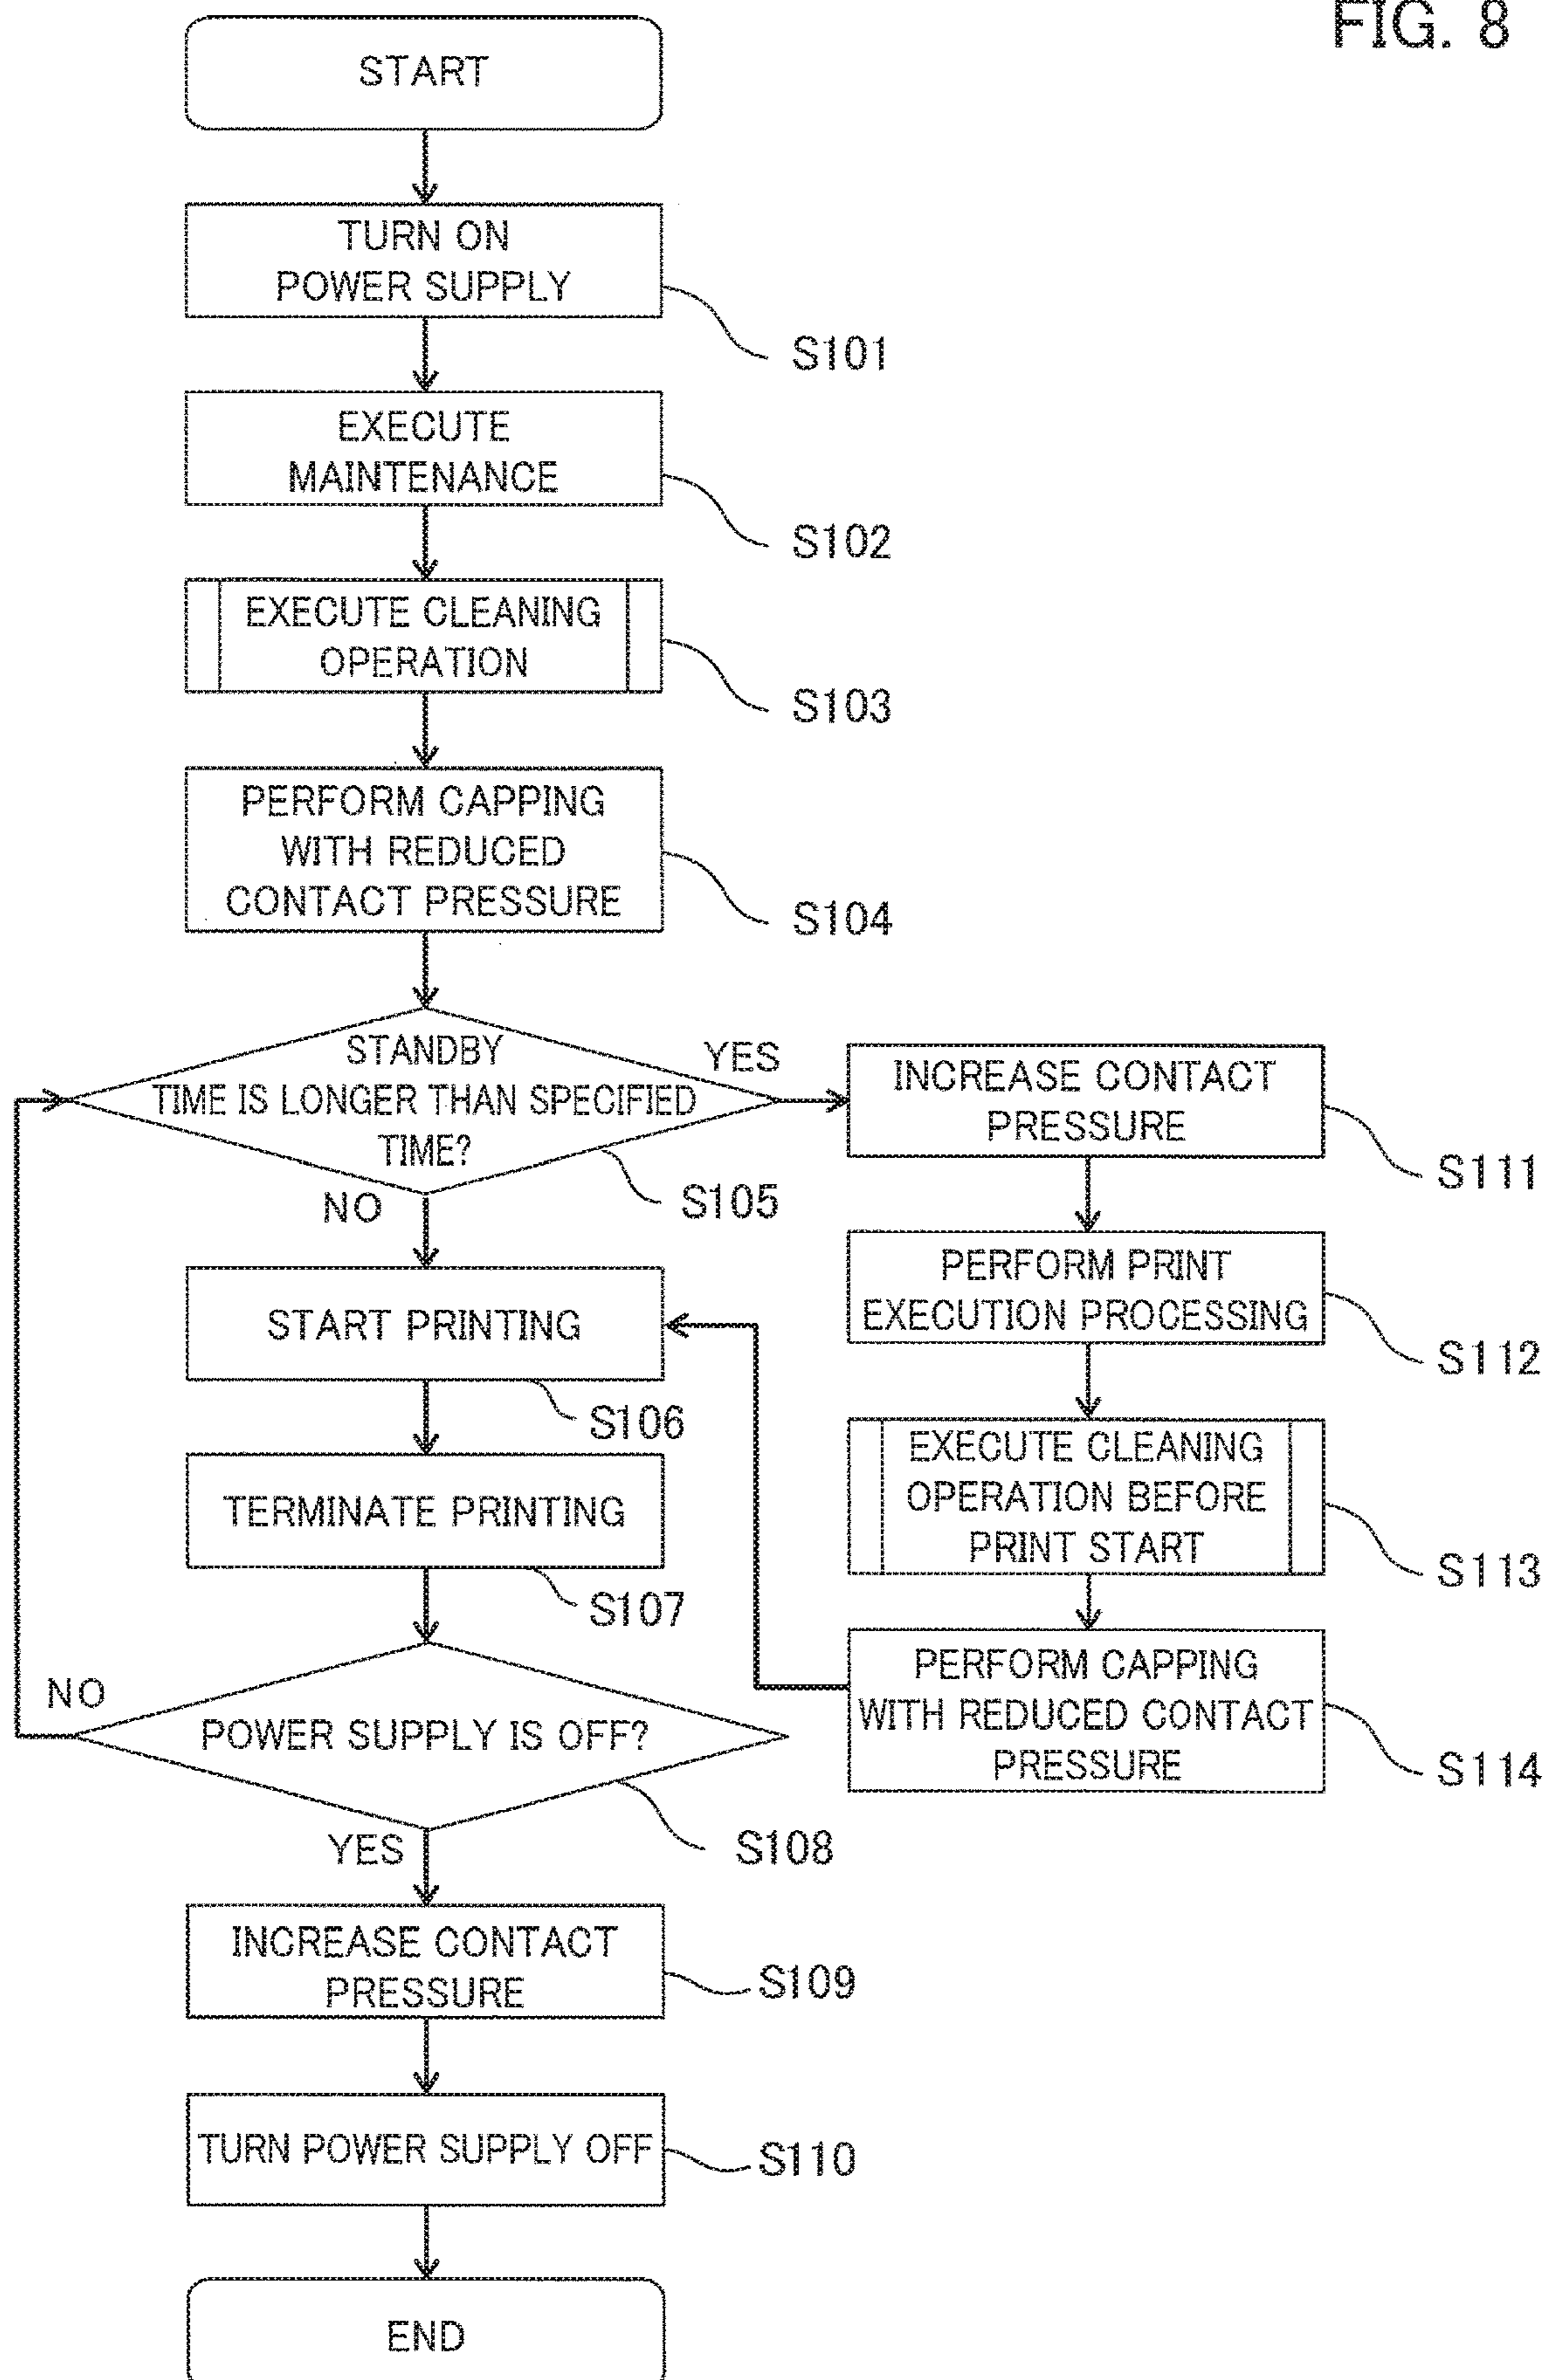 FIG. 8
START
TURN ON
POWER SUPPLY
S101
EXECUTE
MAINTENANCE
S102
EXECUTE CLEANING
OPERATION
S103
PERFORM CAPPING
WITH REDUCED
CONTACT PRESSURE
S104
STANDBY
TIME IS LONGER THAN SPECIFIED
TIME?
YES
NO
S105
START PRINTING
S106
TERMINATE PRINTING
S107
POWER SUPPLY IS OFF?
NO
YES
S108
INCREASE CONTACT
PRESSURE
S109
TURN POWER SUPPLY OFF
S110
END
INCREASE CONTACT
PRESSURE
S111
PERFORM PRINT
EXECUTION PROCESSING
S112
EXECUTE CLEANING
OPERATION BEFORE
PRINT START
S113
PERFORM CAPPING
WITH REDUCED CONTACT
PRESSURE
S114